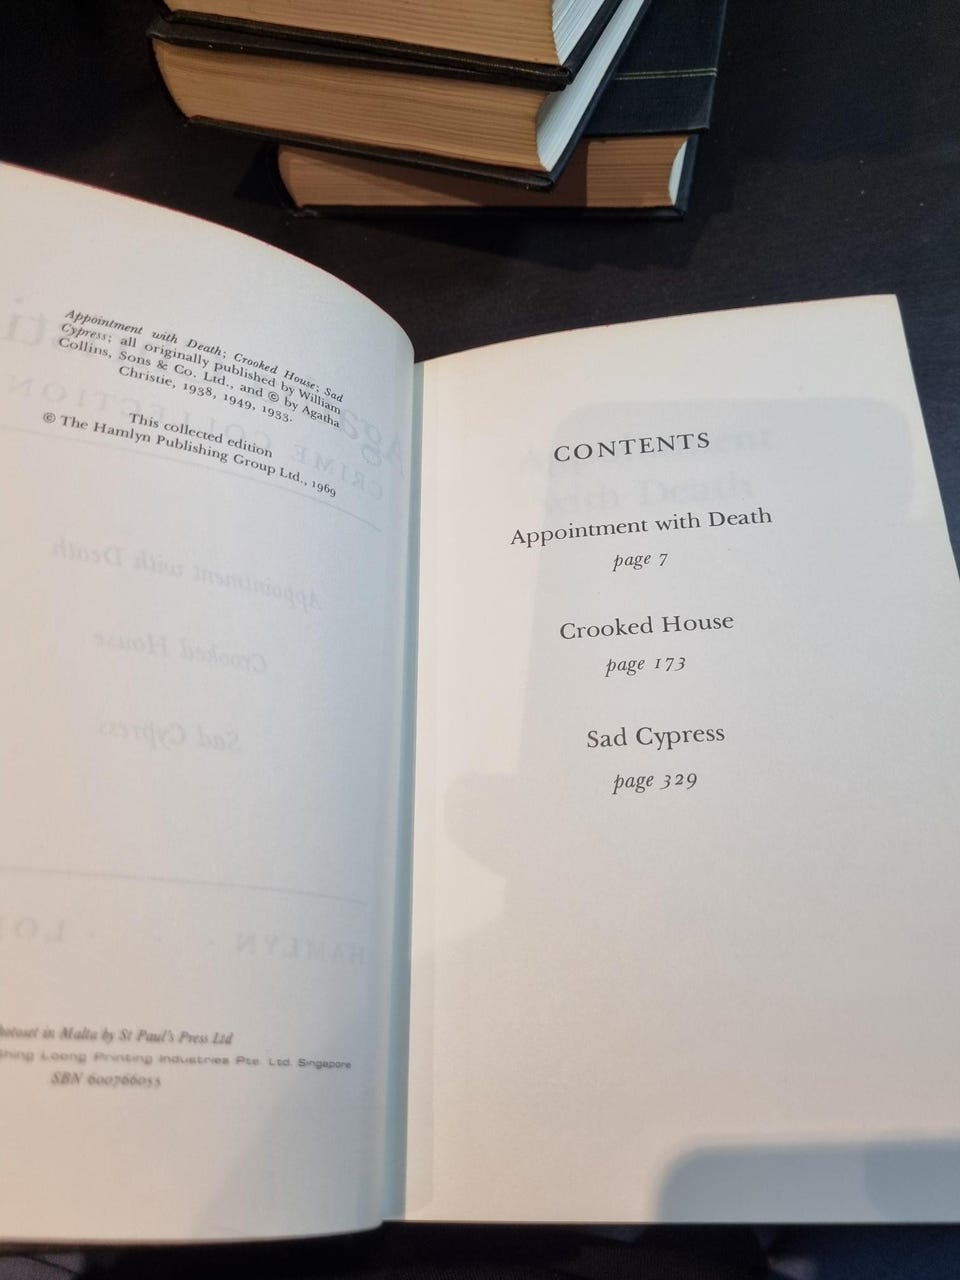 Appointment with Death; Crooked House; Sad
Cypress; all originally published by William
Collins, Sons & Co. Ltd., and © by Agatha
Christie, 1938, 1949, 1933.
This collected edition
© The Hamlyn Publishing Group Ltd., 1969
in Malta by St Paul's Press Ltd
Loong Printing Industries Pte. Ltd. Singapore
SBN 600766055
CONTENTS
Appointment with Death
page 7
Crooked House
page 173
Sad Cypress
page 329